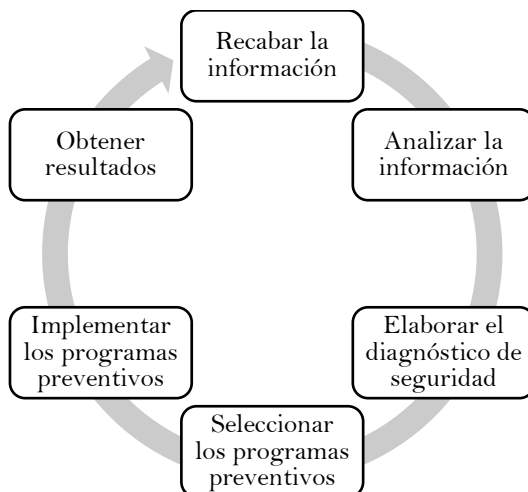 Recabar la
información
Analizar la
información
Elaborar el
diagnóstico de
seguridad
Seleccionar
los programas
preventivos
Implementar
los programas
preventivos
Obtener
resultados